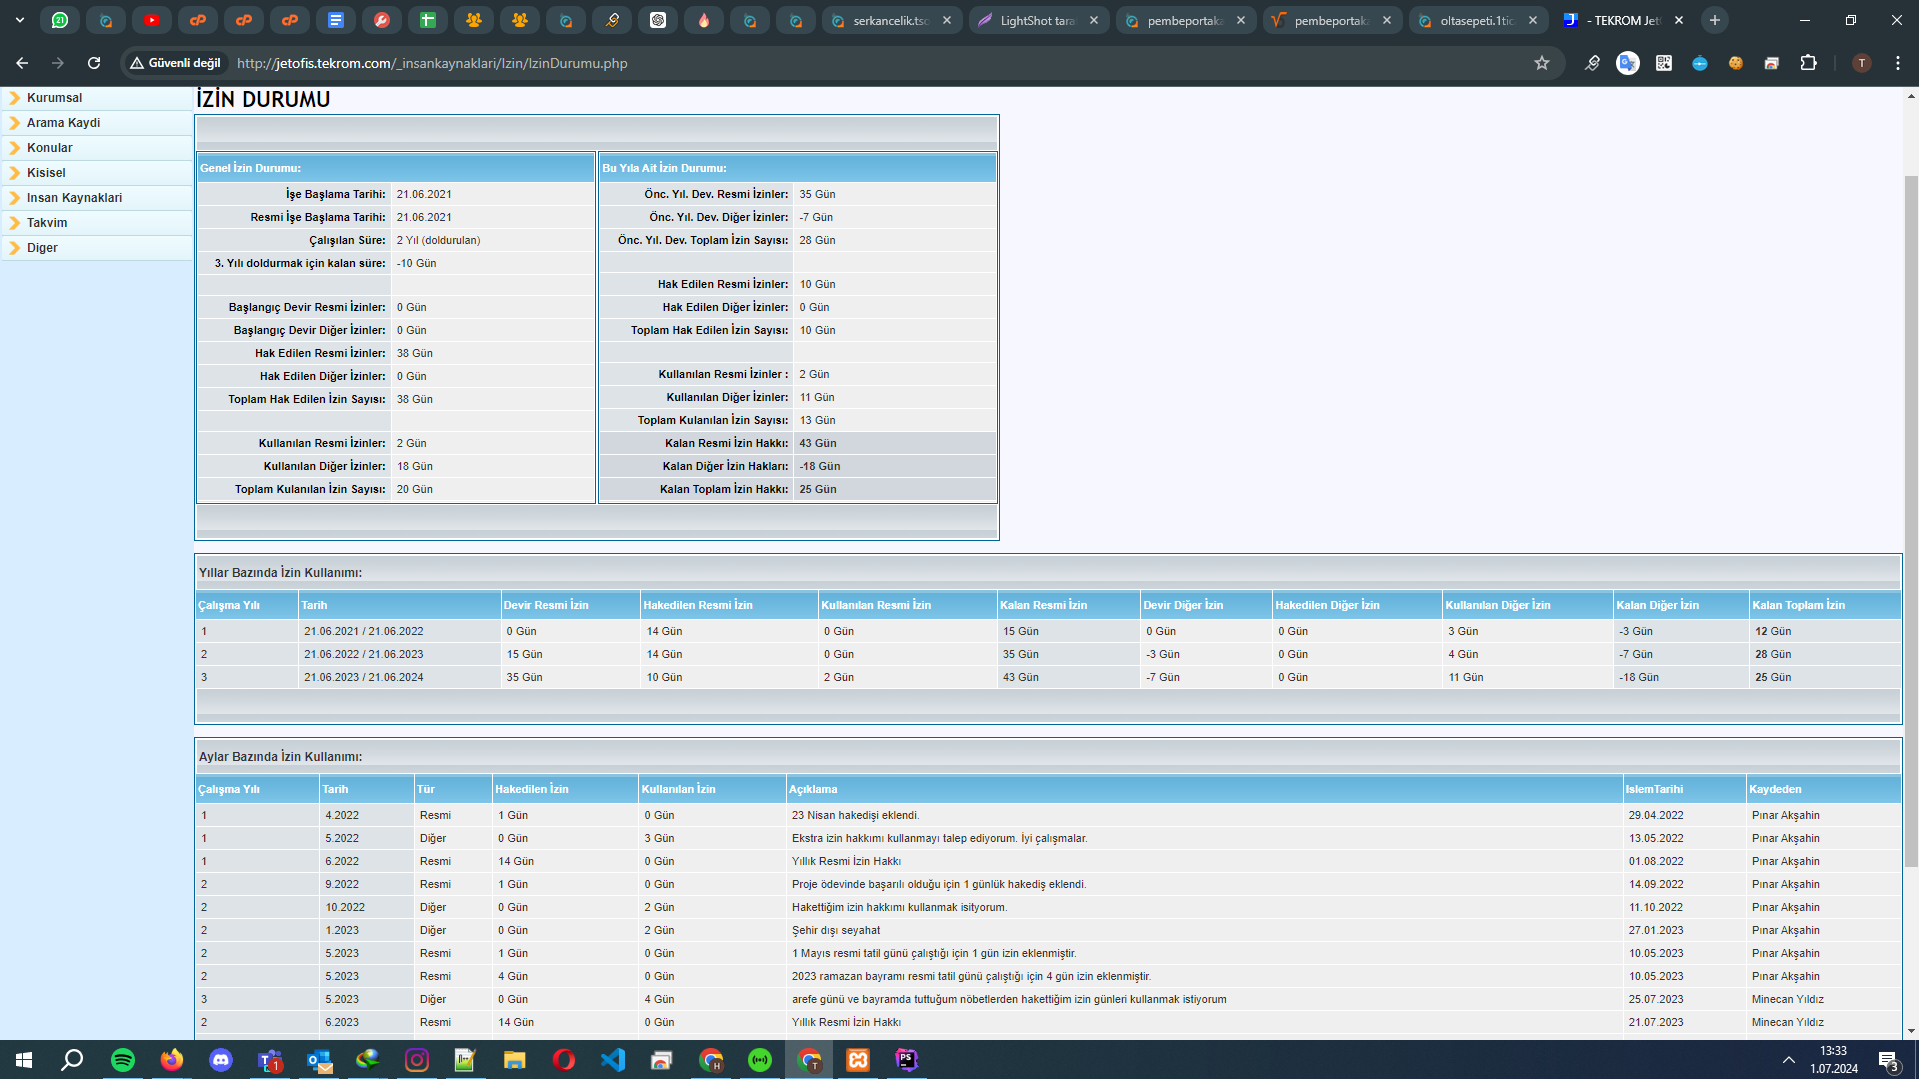 21
serkancelik.tsc
LightShot tara
pembeportaka
pembeportaka
oltasepeti.1tic
- TEKROM Jet
Güvenli değil
http://jetofis.tekrom.com/_insankaynaklari/Izin/IzinDurumu.php
T
Kurumsal
Arama Kaydi
Konular
Kisisel
Insan Kaynaklari
Takvim
Diger
İZİN DURUMU
Genel İzin Durumu:
İşe Başlama Tarihi: 21.06.2021
Resmi İşe Başlama Tarihi: 21.06.2021
Çalışılan Süre: 2 Yıl (doldurulan)
3. Yılı doldurmak için kalan süre: -10 Gün
Başlangıç Devir Resmi İzinler: 0 Gün
Başlangıç Devir Diğer İzinler: 0 Gün
Hak Edilen Resmi İzinler: 38 Gün
Hak Edilen Diğer İzinler: 0 Gün
Toplam Hak Edilen İzin Sayısı: 38 Gün
Kullanılan Resmi İzinler: 2 Gün
Kullanılan Diğer İzinler: 18 Gün
Toplam Kulanılan İzin Sayısı: 20 Gün
Bu Yıla Ait İzin Durumu:
Önc. Yıl. Dev. Resmi İzinler: 35 Gün
Önc. Yıl. Dev. Diğer İzinler: -7 Gün
Önc. Yıl. Dev. Toplam İzin Sayısı: 28 Gün
Hak Edilen Resmi İzinler: 10 Gün
Hak Edilen Diğer İzinler: 0 Gün
Toplam Hak Edilen İzin Sayısı: 10 Gün
Kullanılan Resmi İzinler : 2 Gün
Kullanılan Diğer İzinler: 11 Gün
Toplam Kulanılan İzin Sayısı: 13 Gün
Kalan Resmi İzin Hakkı: 43 Gün
Kalan Diğer İzin Hakları: -18 Gün
Kalan Toplam İzin Hakkı: 25 Gün
Yıllar Bazında İzin Kullanımı:
Çalışma Yılı Tarih Devir Resmi İzin Hakedilen Resmi İzin Kullanılan Resmi İzin Kalan Resmi İzin Devir Diğer İzin Hakedilen Diğer İzin Kullanılan Diğer İzin Kalan Diğer İzin Kalan Toplam İzin
1 21.06.2021 / 21.06.2022 0 Gün 14 Gün 0 Gün 15 Gün 0 Gün 0 Gün 3 Gün -3 Gün 12 Gün
2 21.06.2022 / 21.06.2023 15 Gün 14 Gün 0 Gün 35 Gün -3 Gün 0 Gün 4 Gün -7 Gün 28 Gün
3 21.06.2023 / 21.06.2024 35 Gün 10 Gün 2 Gün 43 Gün -7 Gün 0 Gün 11 Gün -18 Gün 25 Gün
Aylar Bazında İzin Kullanımı:
Çalışma Yılı Tarih Tür Hakedilen İzin Kullanılan İzin Açıklama IslemTarihi Kaydeden
1 4.2022 Resmi 1 Gün 0 Gün 23 Nisan hakedişi eklendi. 29.04.2022 Pınar Akşahin
1 5.2022 Diğer 0 Gün 3 Gün Ekstra izin hakkımı kullanmayı talep ediyorum. İyi çalışmalar. 13.05.2022 Pınar Akşahin
1 6.2022 Resmi 14 Gün 0 Gün Yıllık Resmi İzin Hakkı 01.08.2022 Pınar Akşahin
2 9.2022 Resmi 1 Gün 0 Gün Proje ödevinde başarılı olduğu için 1 günlük hakediş eklendi. 14.09.2022 Pınar Akşahin
2 10.2022 Diğer 0 Gün 2 Gün Hakettiğim izin hakkımı kullanmak isityorum. 11.10.2022 Pınar Akşahin
2 1.2023 Diğer 0 Gün 2 Gün Şehir dışı seyahat 27.01.2023 Pınar Akşahin
2 5.2023 Resmi 1 Gün 0 Gün 1 Mayıs resmi tatil günü çalıştığı için 1 gün izin eklenmiştir. 10.05.2023 Pınar Akşahin
2 5.2023 Resmi 4 Gün 0 Gün 2023 ramazan bayramı resmi tatil günü çalıştığı için 4 gün izin eklenmiştir. 10.05.2023 Pınar Akşahin
3 5.2023 Diğer 0 Gün 4 Gün arefe günü ve bayramda tuttuğum nöbetlerden hakettiğim izin günleri kullanmak istiyorum 25.07.2023 Minecan Yıldız
2 6.2023 Resmi 14 Gün 0 Gün Yıllık Resmi İzin Hakkı 21.07.2023 Minecan Yıldız
13:33
1.07.2024
3